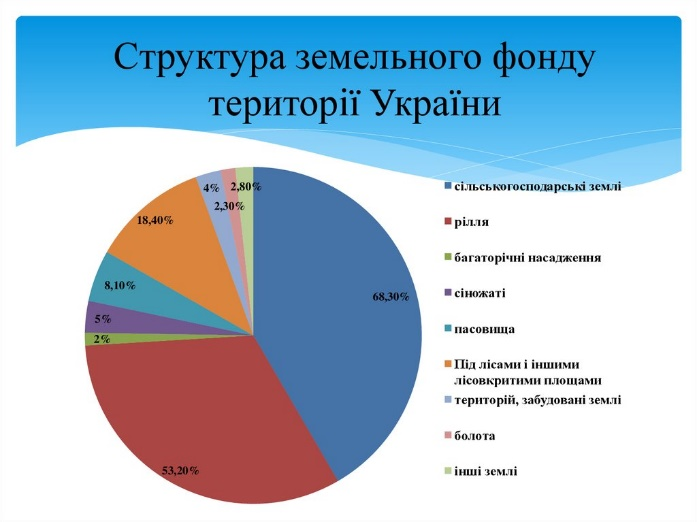 Структура земельного фонду
території України
4%
2,80%
2,30%
18,40%
8,10%
5%
2%
68,30%
53,20%
сільськогосподарські землі
рілля
багаторічні насадження
сіножаті
пасовища
Під лісами і іншими
лісовкритими площами
територій, забудовані землі
болота
інші землі